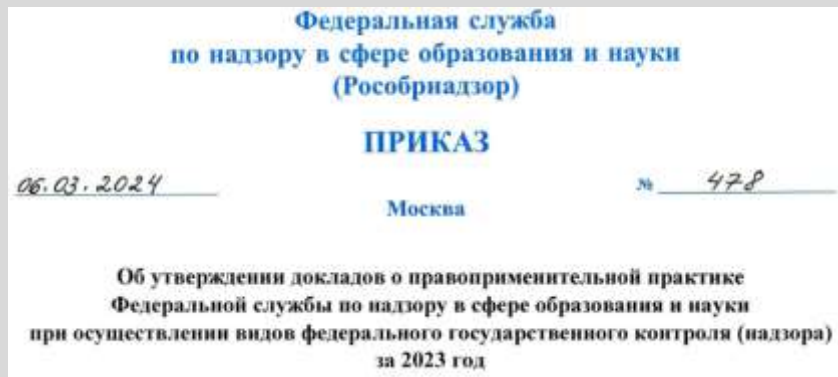 Федеральная служба
по надзору в сфере образования и науки
(Рособрнадзор)
ПРИКАЗ
06.03.2024 № 478
Москва
Об утверждении докладов о правоприменительной практике
Федеральной службы по надзору в сфере образования и науки
при осуществлении видов федерального государственного контроля (надзора)
за 2023 год